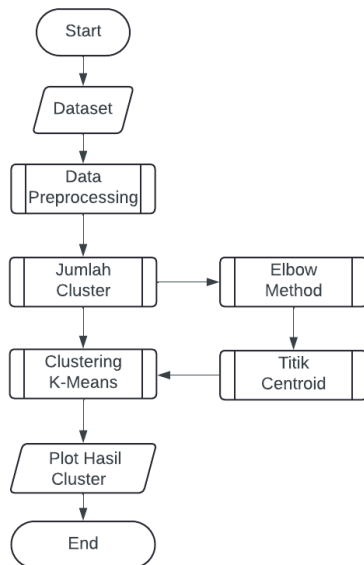 Start
Dataset
Data
Preprocessing
Jumlah
Cluster
Elbow
Method
Clustering
K-Means
Titik
Centroid
Plot Hasil
Cluster
End